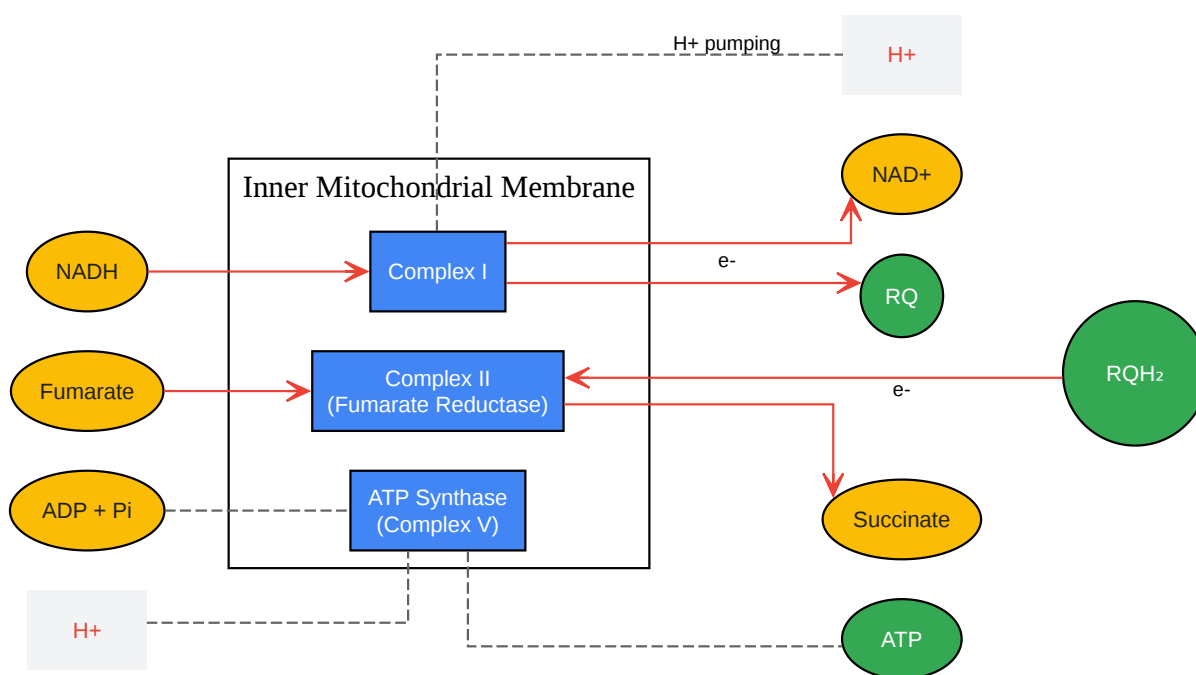 H+ pumping
H+
NAD+
Inner Mitochondrial Membrane
NADH
Complex I
e-
RQ
Fumarate
Complex II
(Fumarate Reductase)
e-
RQH₂
ADP + Pi
ATP Synthase
(Complex V)
Succinate
H+
ATP